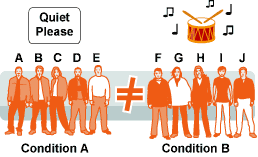 Quiet
Please
A B C D E F G H I J
≠
Condition A Condition B